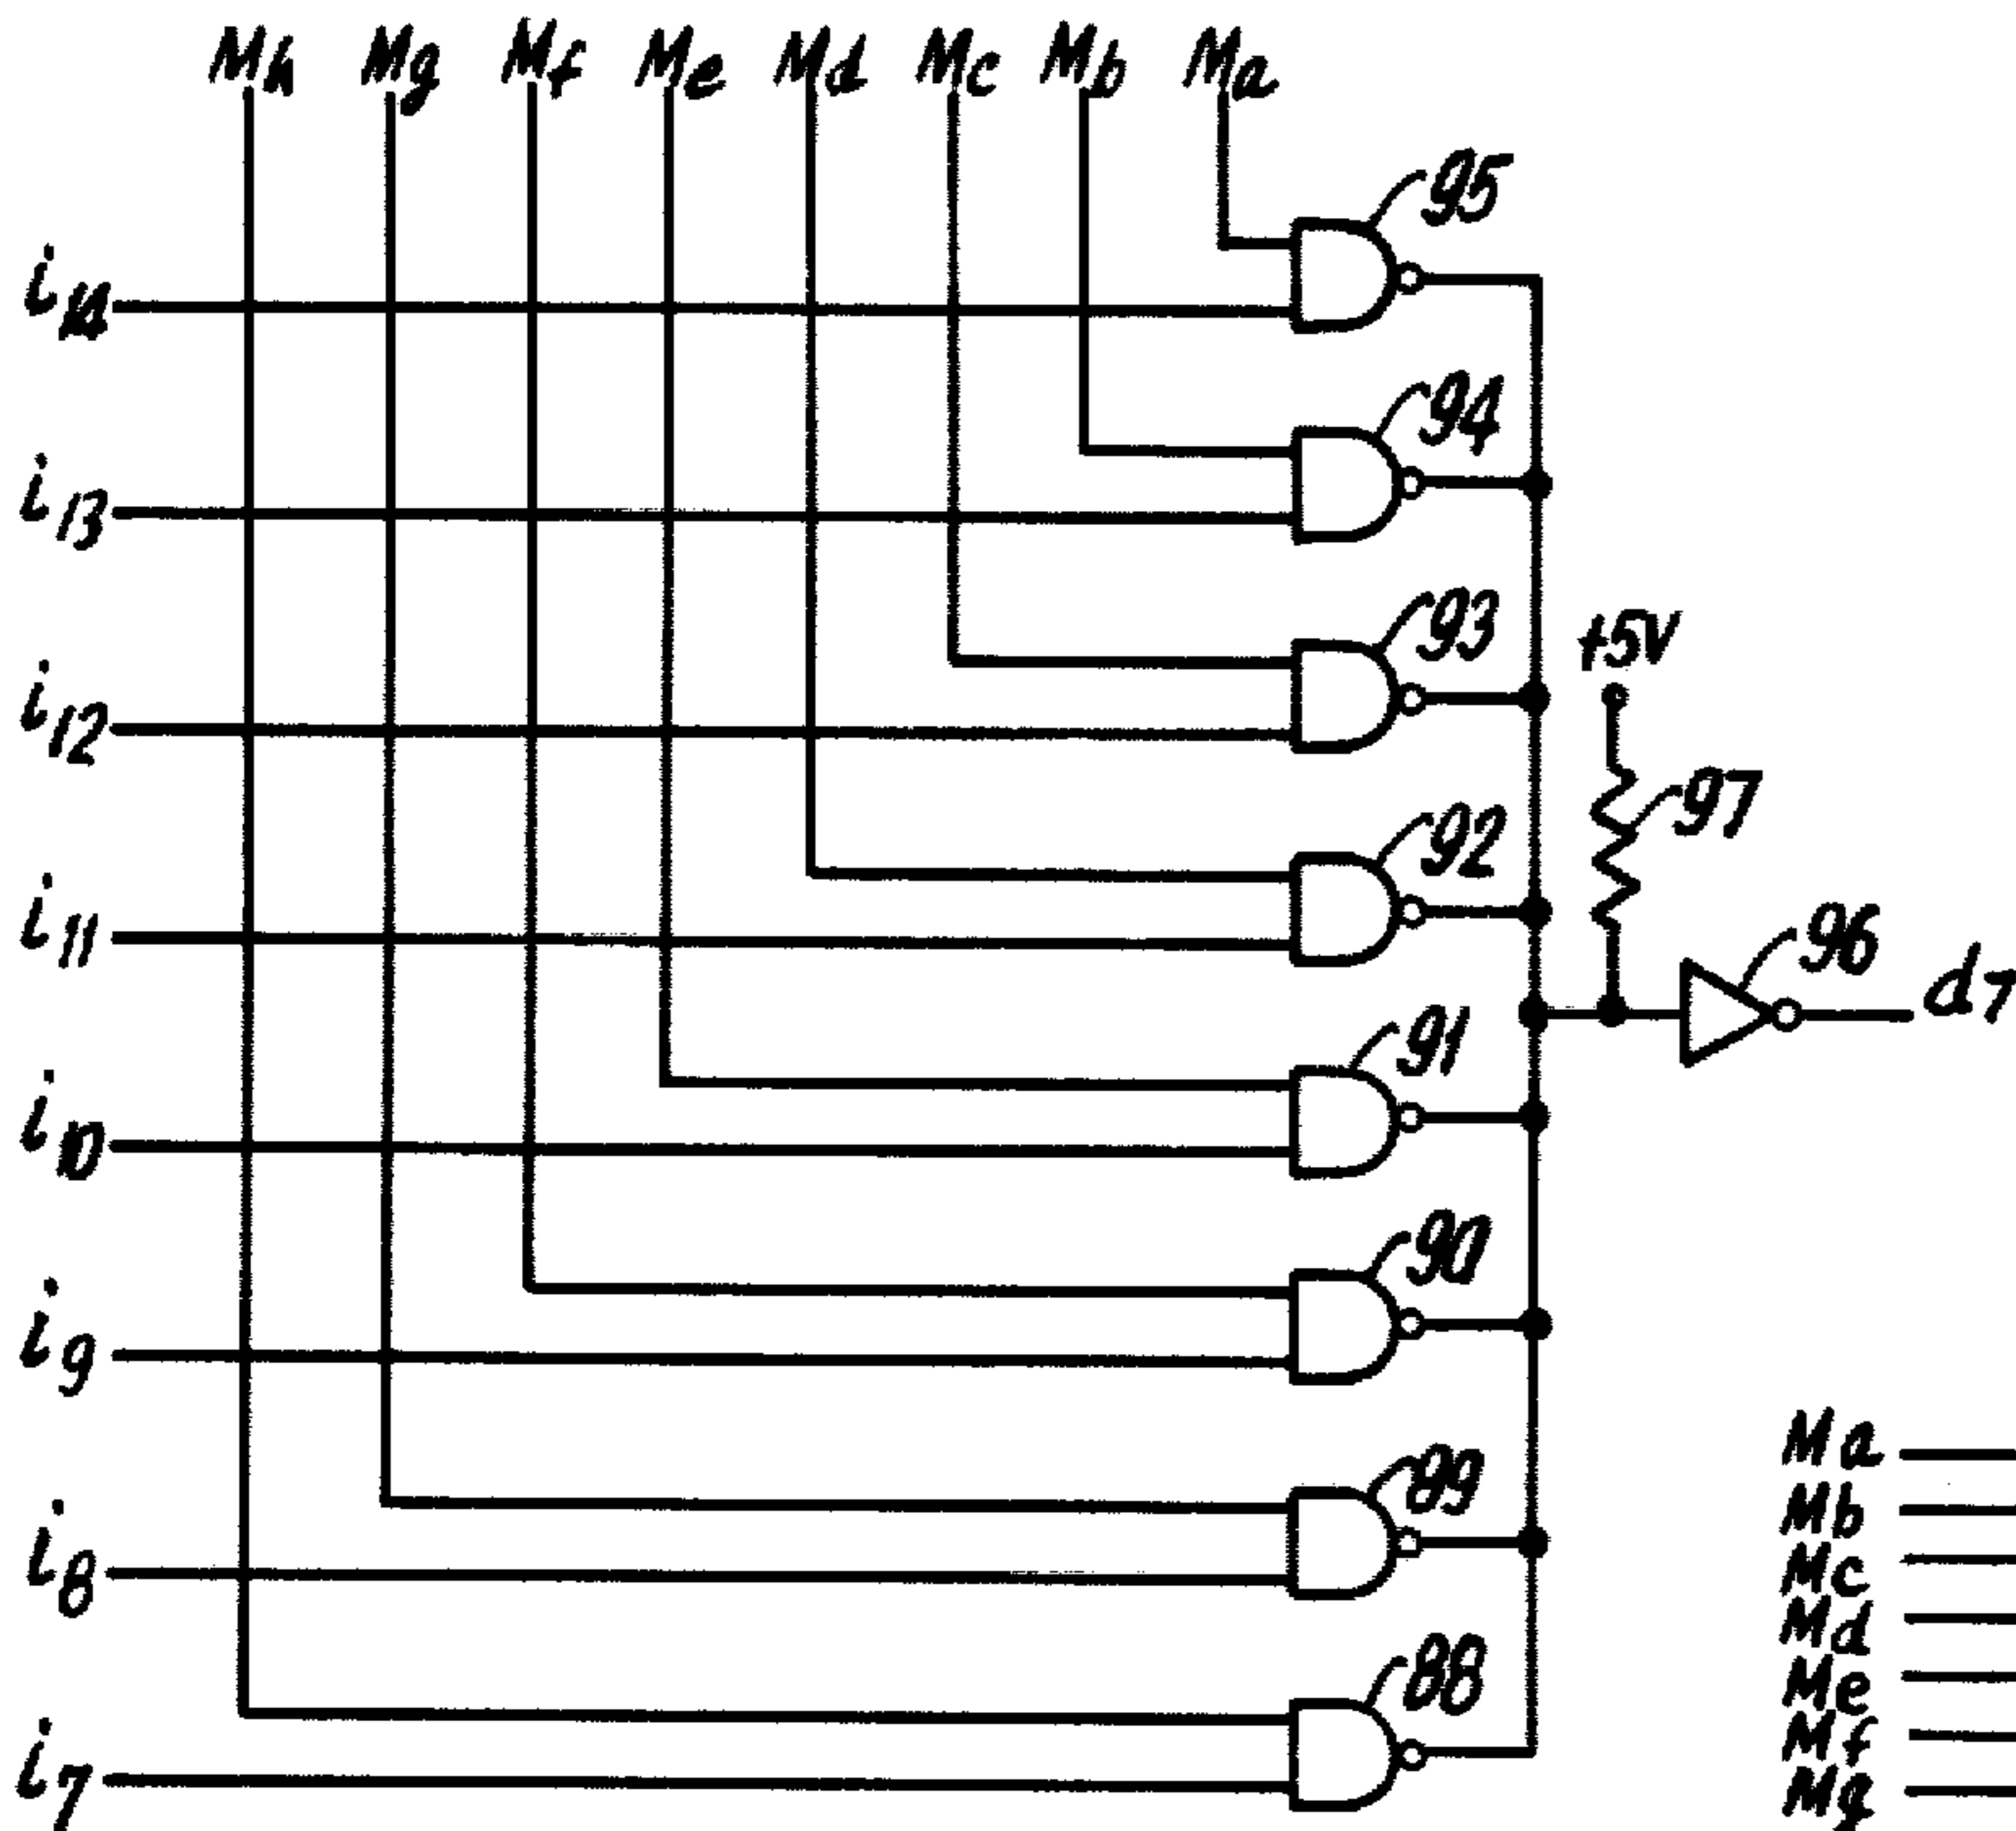 Mh Mg Mf Me Md Mc Mb Ma
95
i14
94
i13
93
+5V
i12
97
92
96
i11
d7
91
i10
90
i9
Ma
89
Mb
i8
Mc
Md
88
Me
Mf
i7
Mg